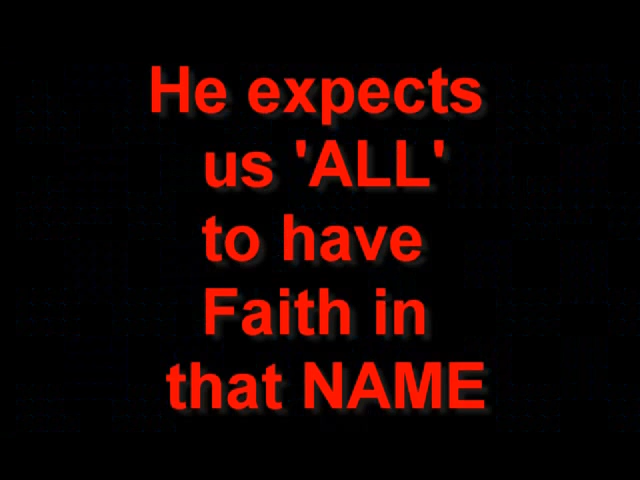 He expects
us 'ALL'
to have
Faith in
that NAME